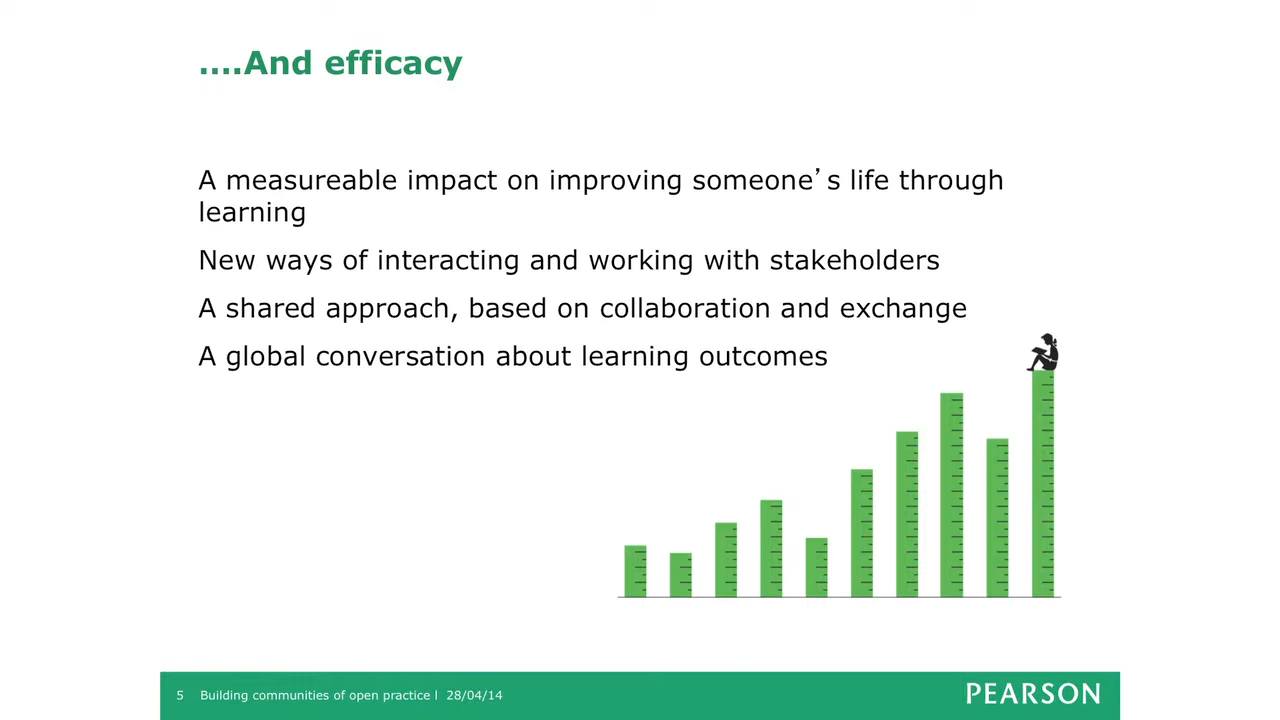 ....And efficacy
A measureable impact on improving someone’s life through
learning
New ways of interacting and working with stakeholders
A shared approach, based on collaboration and exchange
A global conversation about learning outcomes
5 Building communities of open practice l 28/04/14
PEARSON